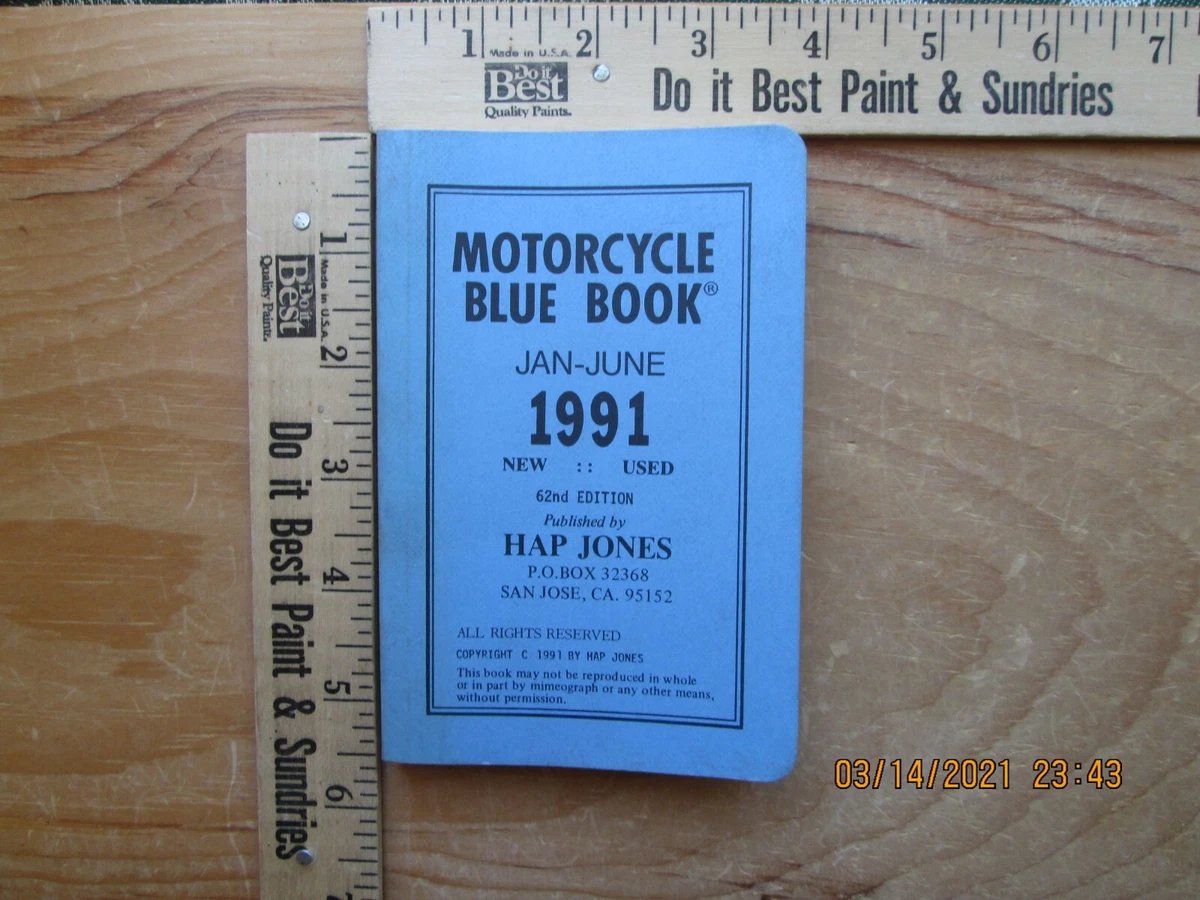 1 2 3 4 5 6 7
Made in U.S.A.
Do it
Best
Quality Paints.
Do it Best Paint & Sundries
1 2 3 4 5 6 7
Made in U.S.A.
Do it
Best
Quality Paints.
Do it Best Paint & Sundries
MOTORCYCLE
BLUE BOOK®
JAN-JUNE
1991
NEW :: USED
62nd EDITION
Published by
HAP JONES
P.O.BOX 32368
SAN JOSE, CA. 95152
ALL RIGHTS RESERVED
COPYRIGHT C 1991 BY HAP JONES
This book may not be reproduced in whole
or in part by mimeograph or any other means,
without permission.
03/14/2021 23:43